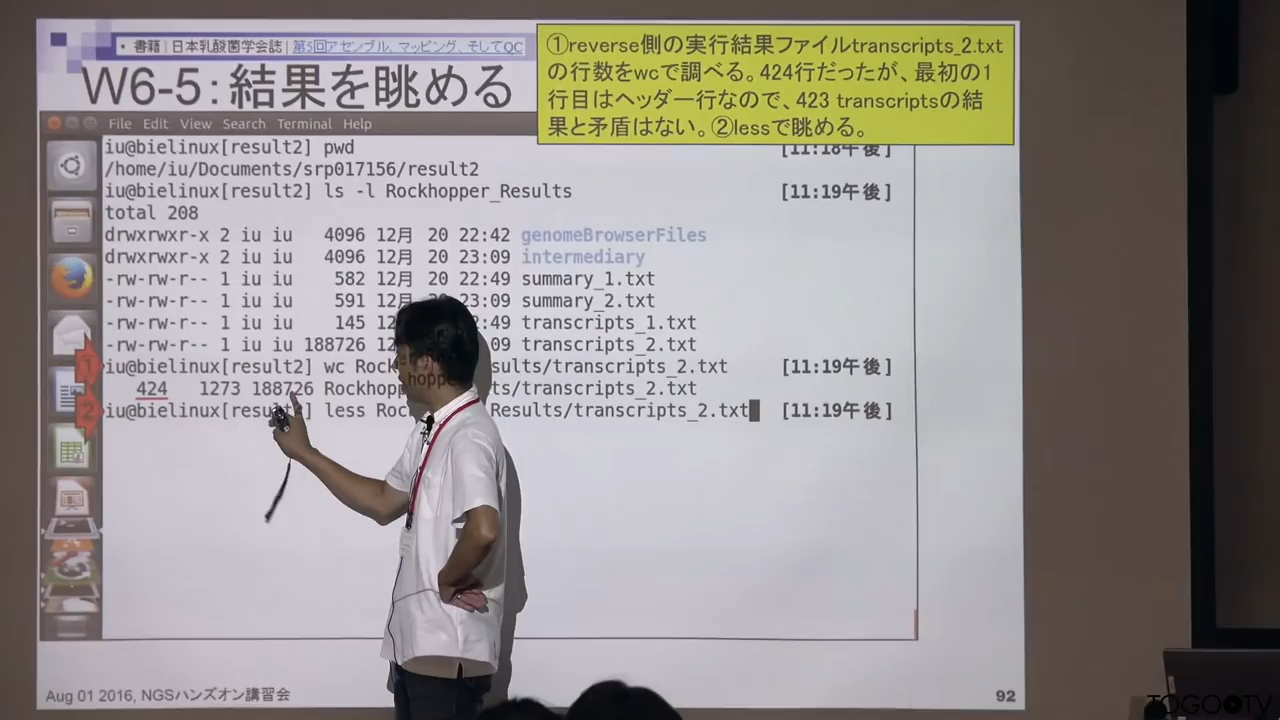 • 書籍 | 日本乳酸菌学会誌 | 第5回アセンブル、マッピング、そしてQC
W6-5：結果を眺める
①reverse側の実行結果ファイルtranscripts_2.txt
の行数をwcで調べる。424行だったが、最初の1
行目はヘッダー行なので、423 transcriptsの結
果と矛盾はない。②lessで眺める。
File Edit View Search Terminal Help
iu@bielinux[result2] pwd [11:18午後]
/home/iu/Documents/srp017156/result2
iu@bielinux[result2] ls -l Rockhopper_Results [11:19午後]
total 208
drwxrwxr-x 2 iu iu 4096 12月 20 22:42 genomeBrowserFiles
drwxrwxr-x 2 iu iu 4096 12月 20 23:09 intermediary
-rw-rw-r-- 1 iu iu 582 12月 20 22:49 summary_1.txt
-rw-rw-r-- 1 iu iu 591 12月 20 23:09 summary_2.txt
-rw-rw-r-- 1 iu iu 145 :49 transcripts_1.txt
-rw-rw-r-- 1 iu iu 188726 :09 transcripts_2.txt
1
iu@bielinux[result2] wc Rock sults/transcripts_2.txt [11:19午後]
424 1273 188726 Rockhopp ts/transcripts_2.txt
2
iu@bielinux[result2] less Roc Results/transcripts_2.txt [11:19午後]
Aug 01 2016, NGSハンズオン講習会
92
TOGOTV